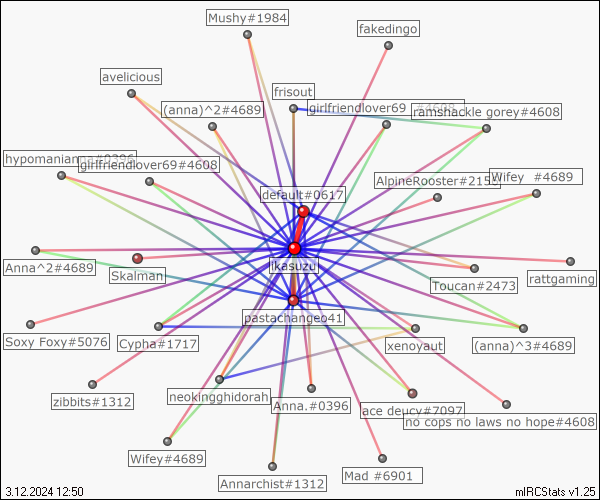 Mushy#1984
fakedingo
avelicious
frisout
(anna)^2#4689
girlfriendlover69
ramshackle gorey#4608
girlfriendlover69#4608
AlpineRooster#215
Wifey #4689
default#0617
Anna^2#4689
Skalman
ikasuzu
Toucan#2473
rattgaming
pastachangeo41
Soxy Foxy#5076
Cypha#1717
xenoyaut
(anna)^3#4689
zibbits#1312
neokingghidorah
Anna.#0396
ace deucy#7097
no cops no laws no hope#4608
Wifey#4689
Annarchist#1312
Mad #6901
3.12.2024 12:50
mIRCStats v1.25